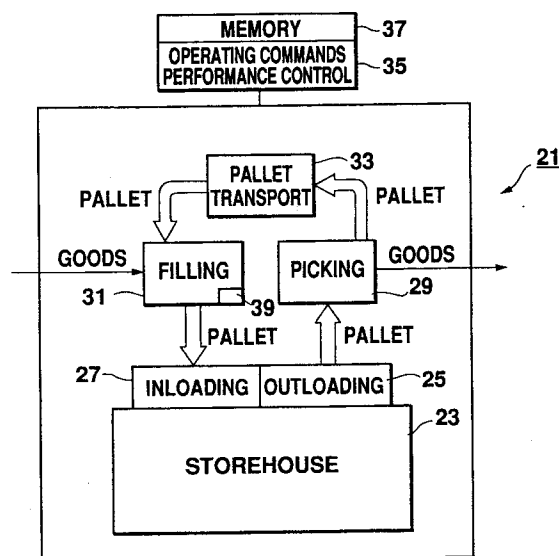 MEMORY
37
OPERATING COMMANDS
PERFORMANCE CONTROL
35
33
21
PALLET
TRANSPORT
PALLET
PALLET
GOODS
FILLING
PICKING
GOODS
31
39
29
PALLET
PALLET
27
INLOADING
OUTLOADING
25
23
STOREHOUSE